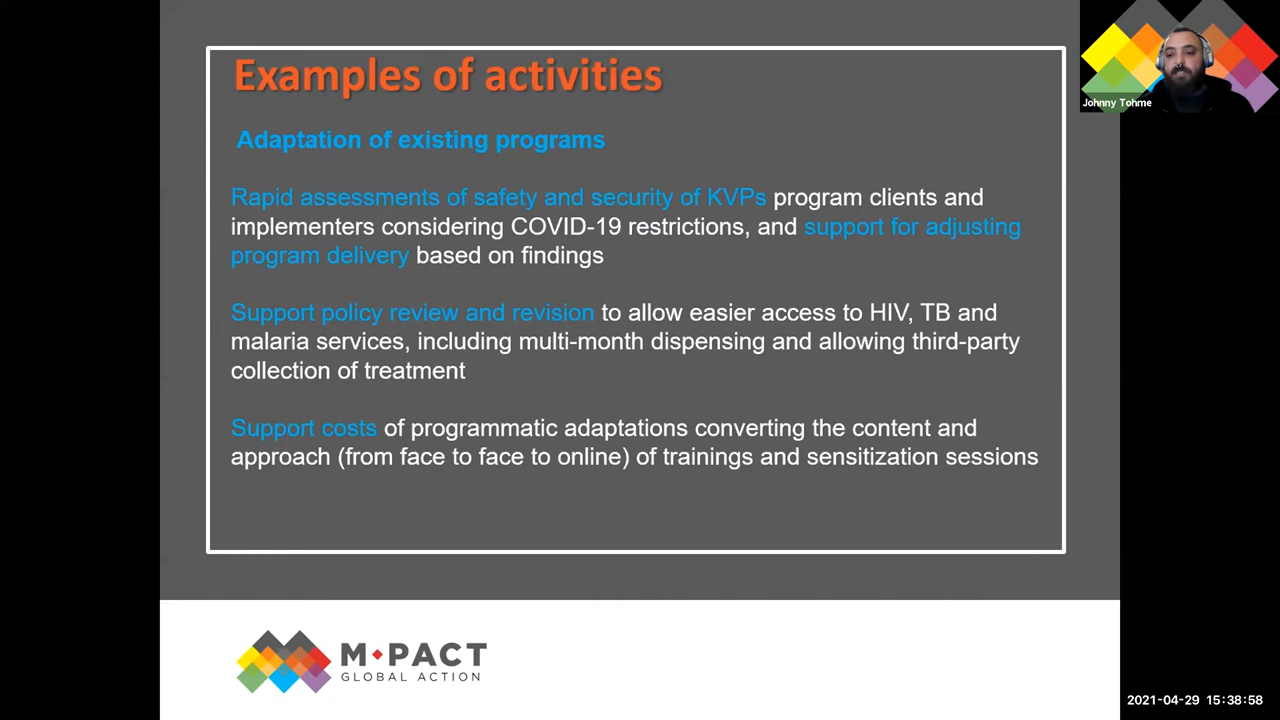 Examples of activities
Adaptation of existing programs
Rapid assessments of safety and security of KVPs program clients and
implementers considering COVID-19 restrictions, and support for adjusting
program delivery based on findings
Support policy review and revision to allow easier access to HIV, TB and
malaria services, including multi-month dispensing and allowing third-party
collection of treatment
Support costs of programmatic adaptations converting the content and
approach (from face to face to online) of trainings and sensitization sessions
M PACT
GLOBAL ACTION
Johnny Tohme
2021-04-29 15:38:58